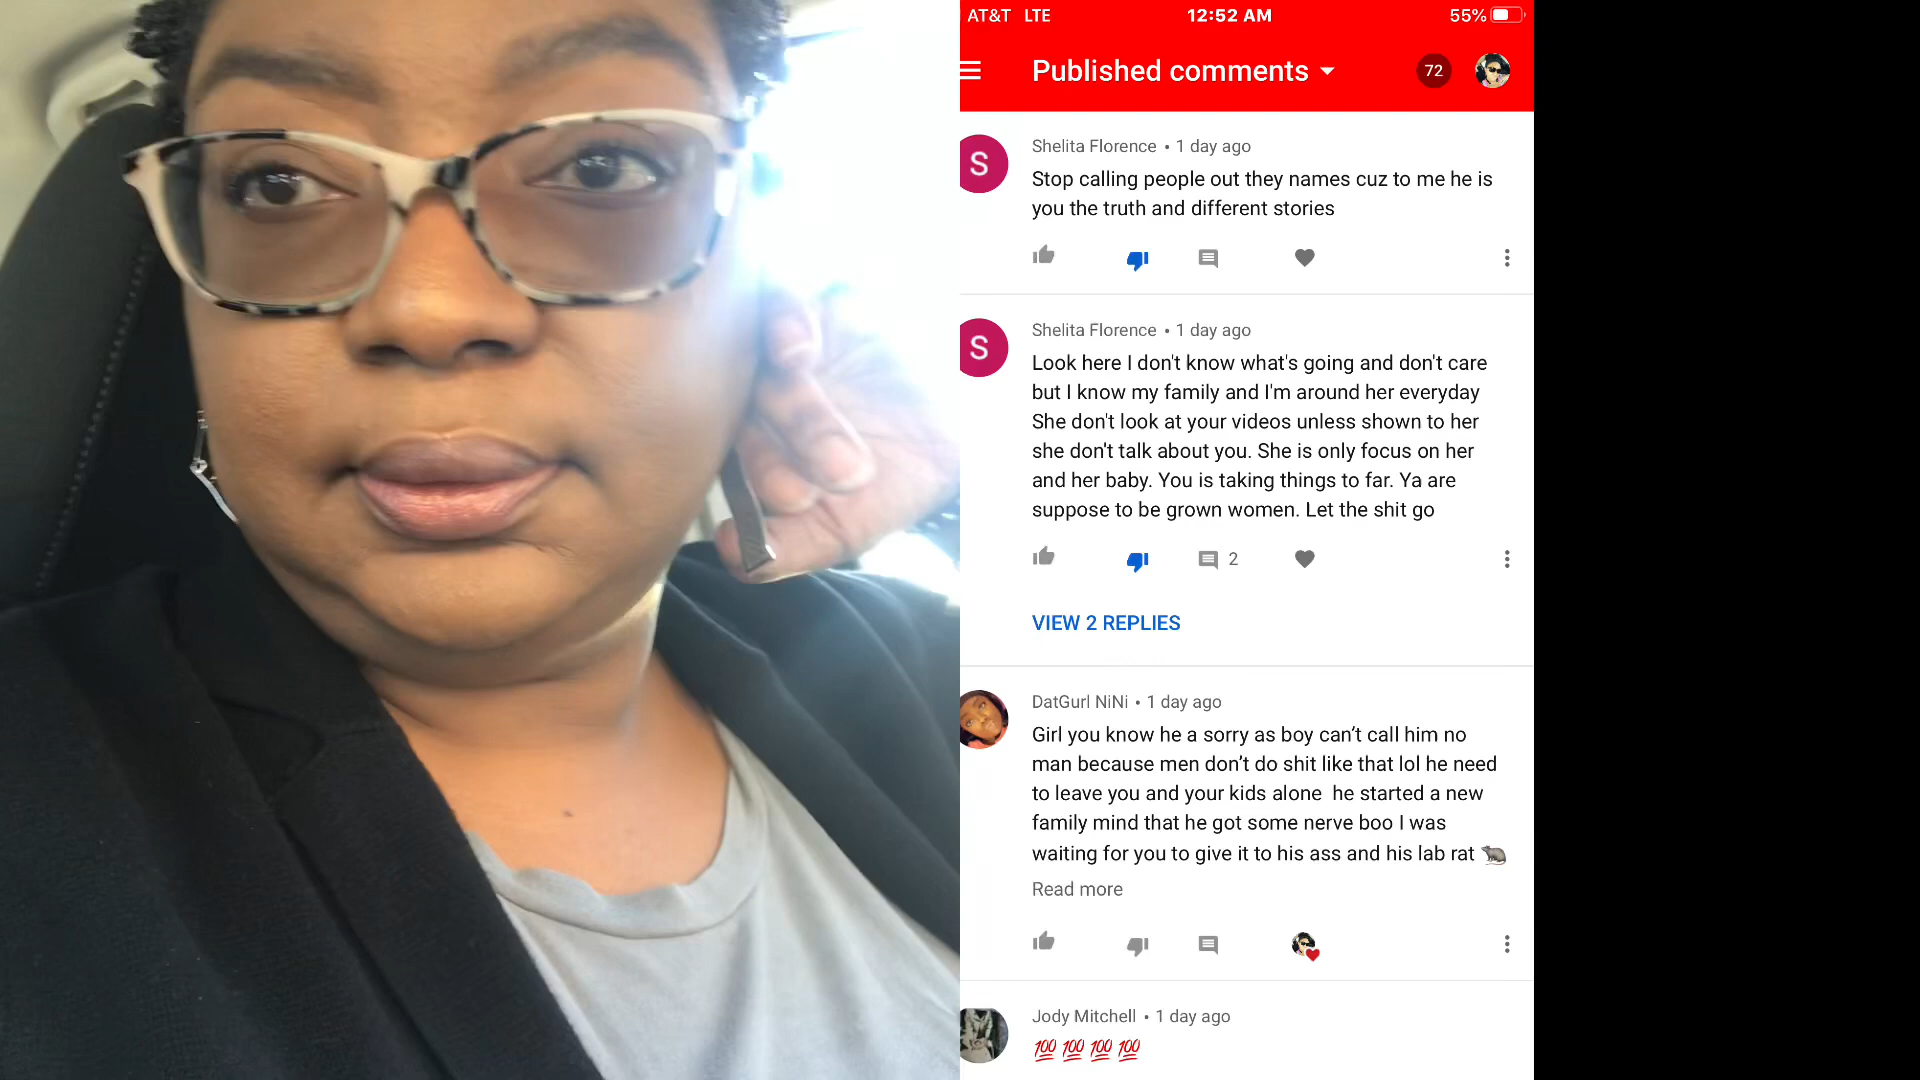 AT&T LTE 12:52 AM 55%
Published comments 72
S
Shelita Florence • 1 day ago
Stop calling people out they names cuz to me he is
you the truth and different stories
S
Shelita Florence • 1 day ago
Look here I don't know what's going and don't care
but I know my family and I'm around her everyday
She don't look at your videos unless shown to her
she don't talk about you. She is only focus on her
and her baby. You is taking things to far. Ya are
suppose to be grown women. Let the shit go
2
VIEW 2 REPLIES
DatGurl NiNi • 1 day ago
Girl you know he a sorry as boy can’t call him no
man because men don’t do shit like that lol he need
to leave you and your kids alone he started a new
family mind that he got some nerve boo I was
waiting for you to give it to his ass and his lab rat 🐀
Read more
Jody Mitchell • 1 day ago
💯 💯 💯 💯